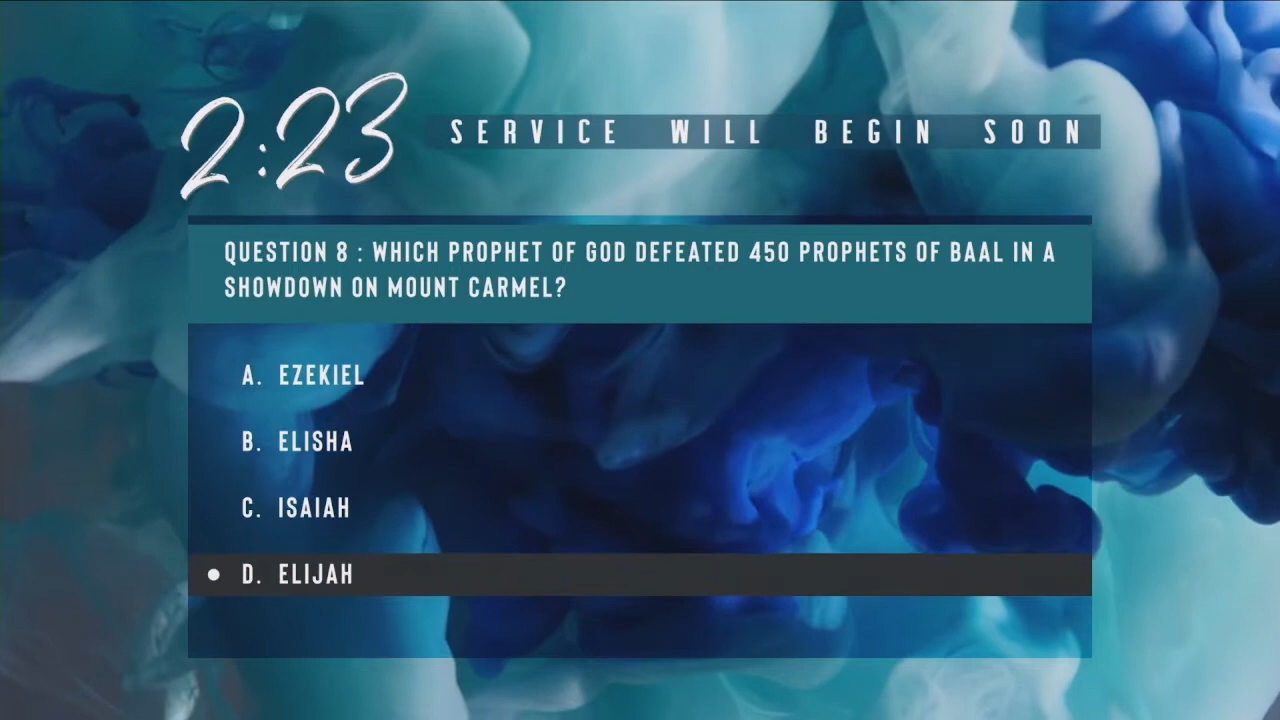 2:23
SERVICE WILL BEGIN SOON
QUESTION 8 : WHICH PROPHET OF GOD DEFEATED 450 PROPHETS OF BAAL IN A
SHOWDOWN ON MOUNT CARMEL?
A. EZEKIEL
B. ELISHA
C. ISAIAH
D. ELIJAH